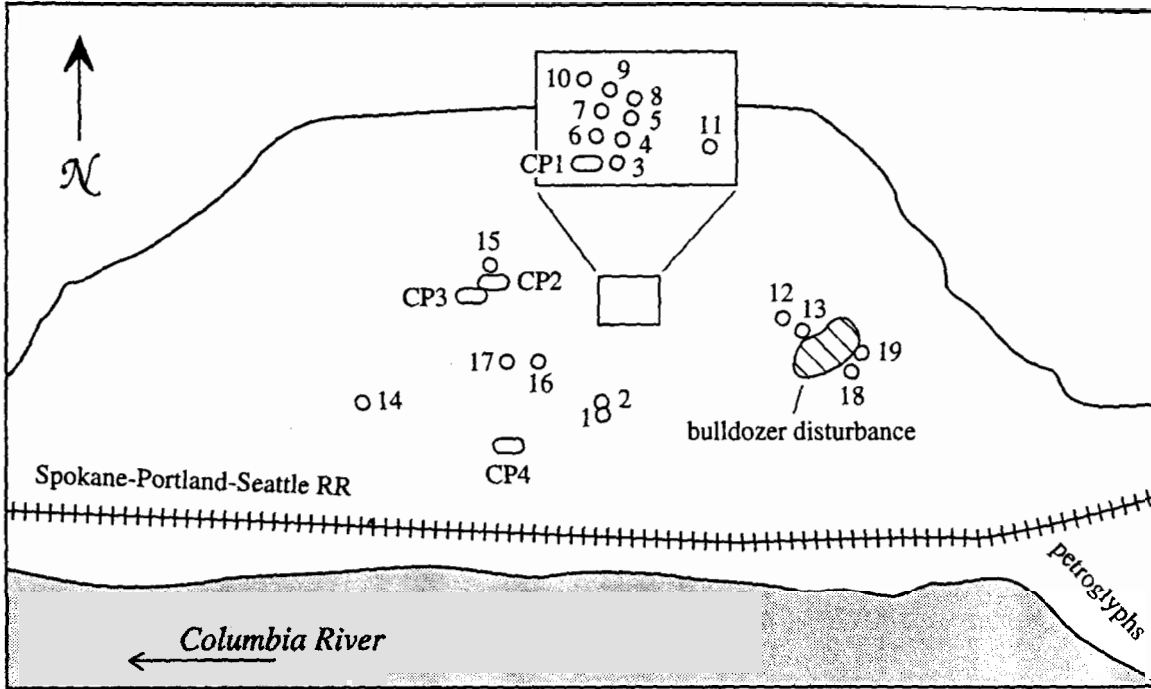 N
10
9
8
7
5
6
4
11
CP1
3
15
CP2
CP3
12
13
19
17
16
18
14
2
1
bulldozer disturbance
CP4
Spokane-Portland-Seattle RR
petroglyphs
Columbia River